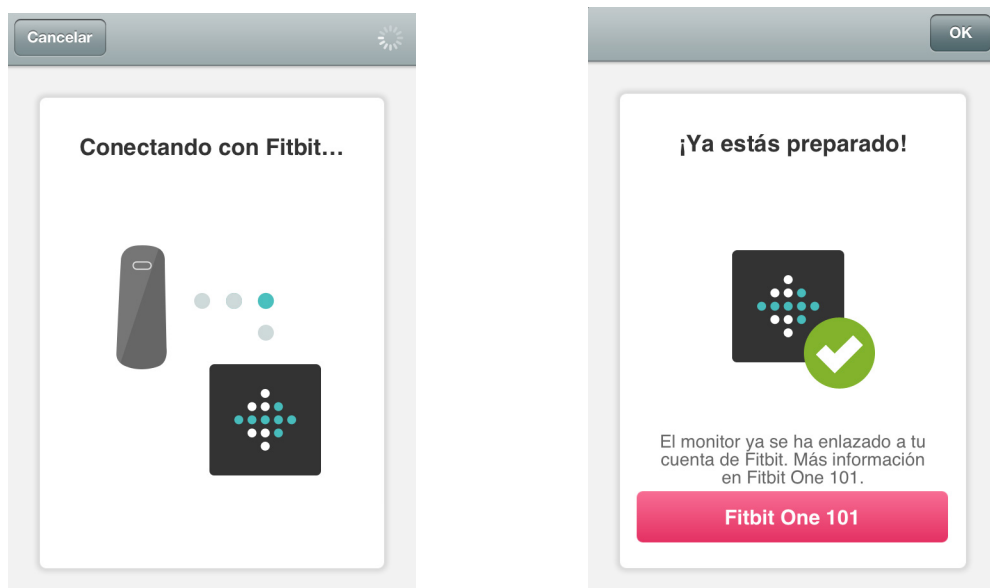 Cancelar
Conectando con Fitbit...
OK
¡Ya estás preparado!
El monitor ya se ha enlazado a tu
cuenta de Fitbit. Más información
en Fitbit One 101.
Fitbit One 101